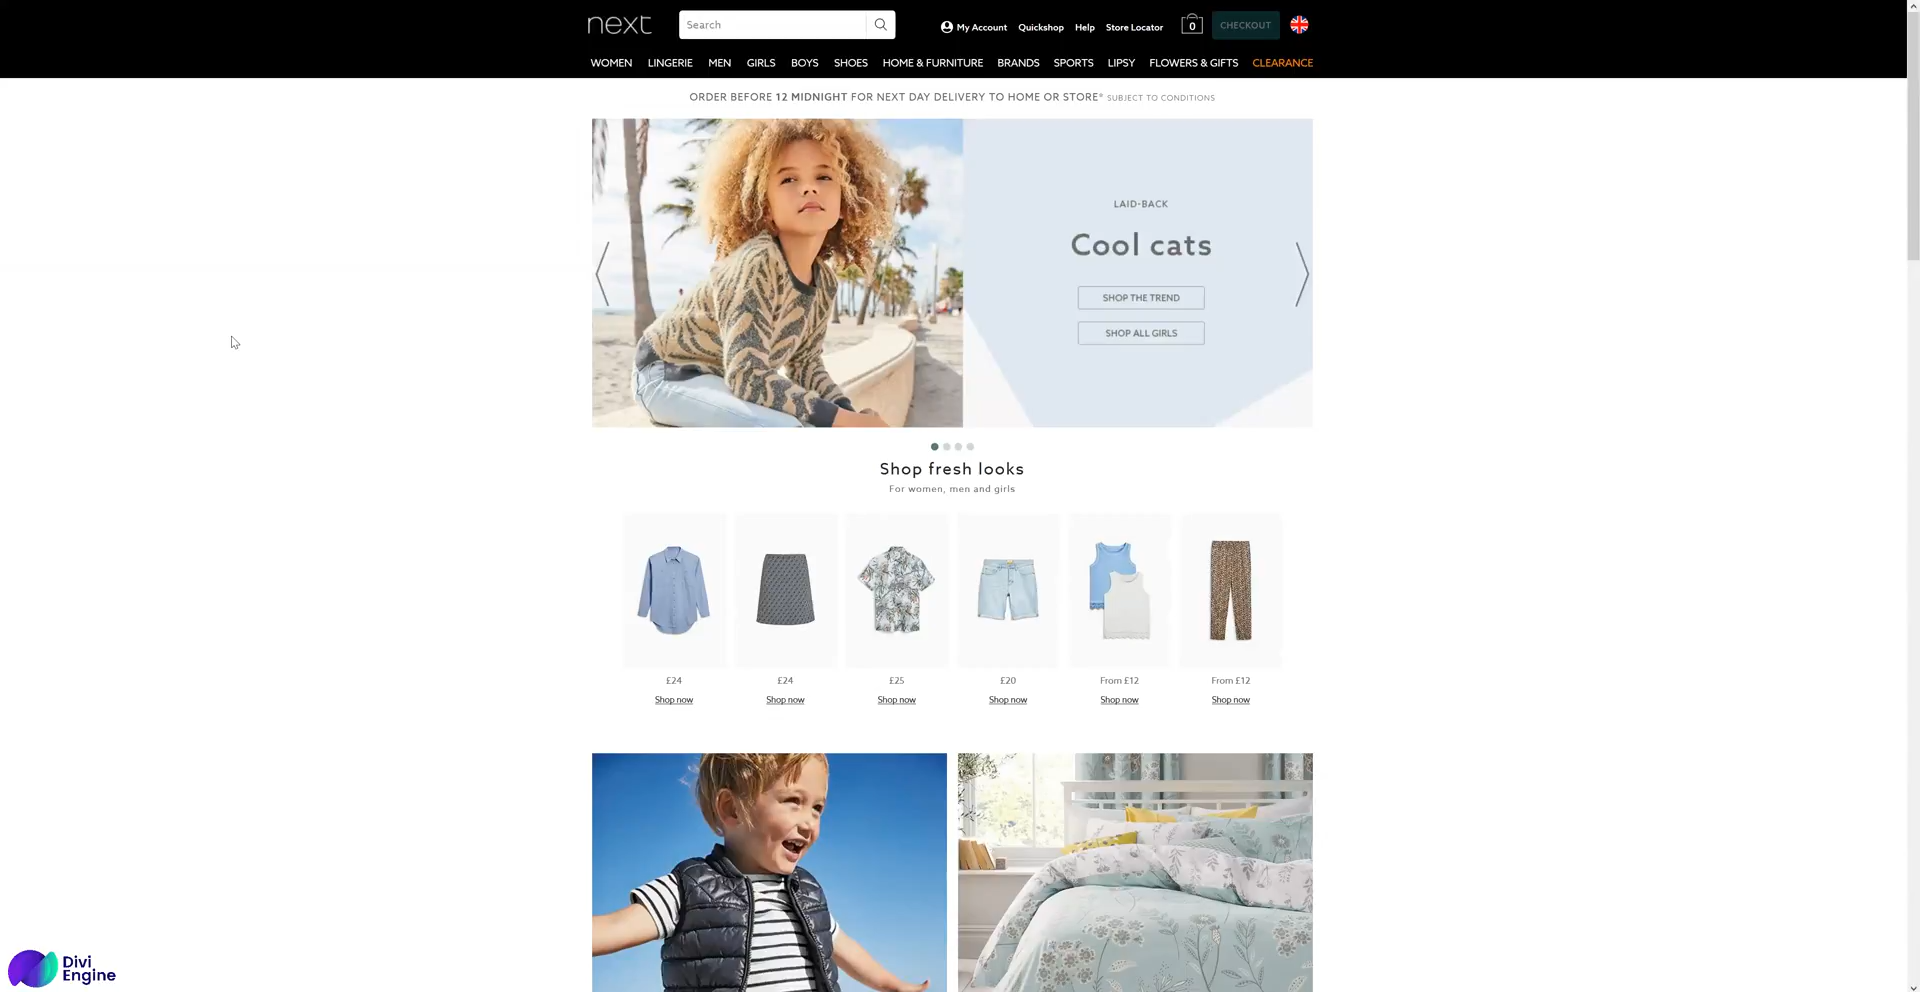 next
Search
My Account Quickshop Help Store Locator 0 CHECKOUT
WOMEN LINGERIE MEN GIRLS BOYS SHOES HOME & FURNITURE BRANDS SPORTS LIPSY FLOWERS & GIFTS CLEARANCE
ORDER BEFORE 12 MIDNIGHT FOR NEXT DAY DELIVERY TO HOME OR STORE* SUBJECT TO CONDITIONS
LAID-BACK
Cool cats
SHOP THE TREND
SHOP ALL GIRLS
Shop fresh looks
For women, men and girls
£24 £24 £25 £20 From £12 From £12
Shop now Shop now Shop now Shop now Shop now Shop now
Divi
Engine